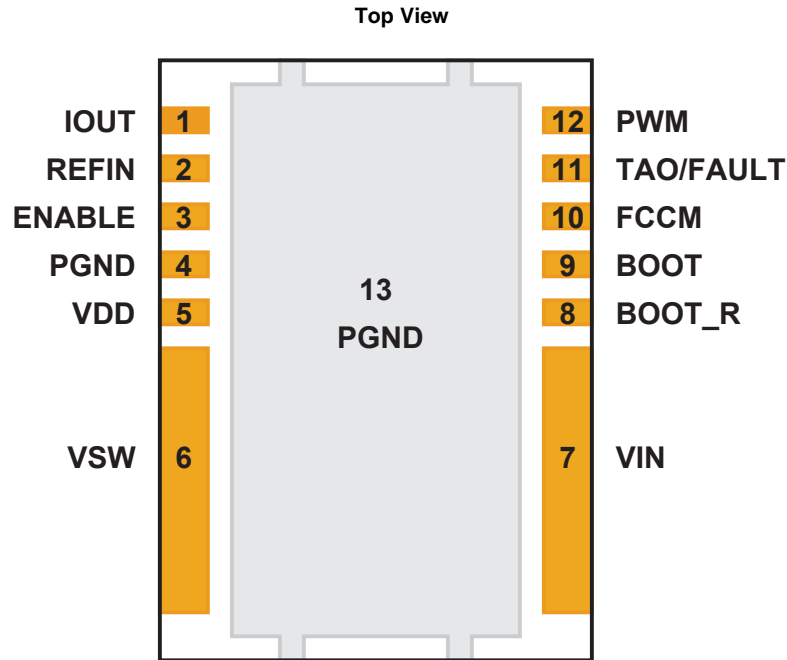 Top View
IOUT 1 12 PWM
REFIN 2 11 TAO/FAULT
ENABLE 3 10 FCCM
PGND 4 9 BOOT
VDD 5 8 BOOT_R
13
PGND
VSW 6 7 VIN